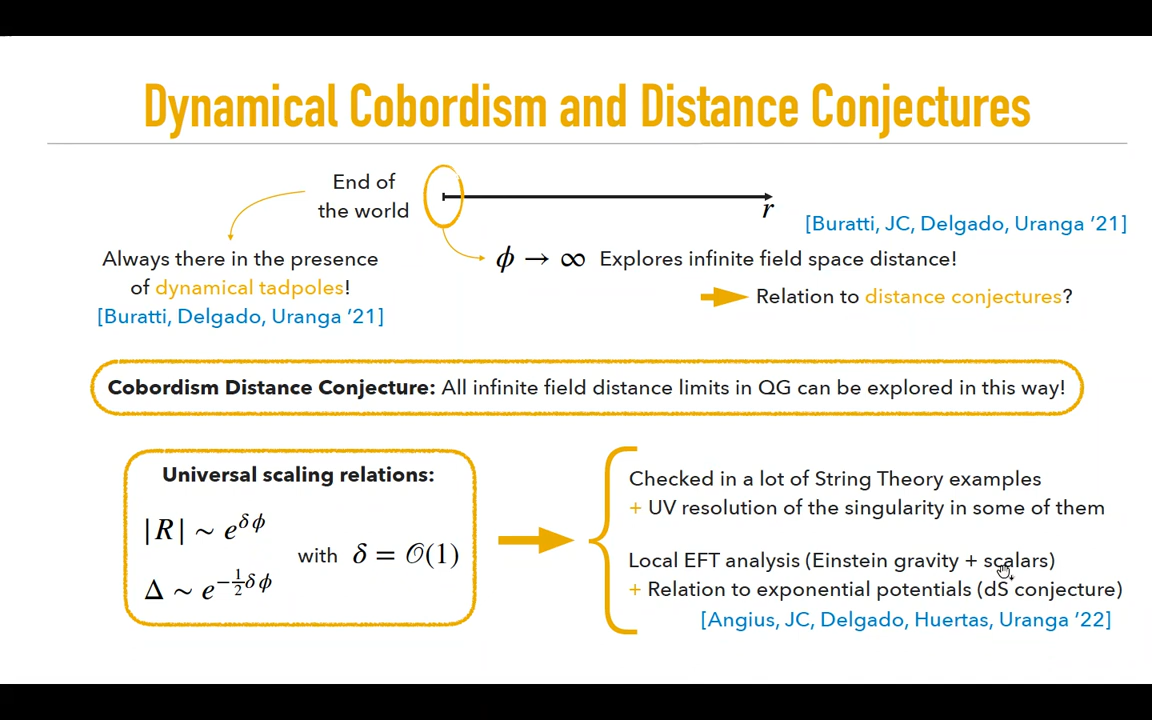 Dynamical Cobordism and Distance Conjectures
End of
the world
r
[Buratti, JC, Delgado, Uranga ’21]
Always there in the presence
of dynamical tadpoles!
[Buratti, Delgado, Uranga ’21]
ϕ → ∞ Explores infinite field space distance!
Relation to distance conjectures?
Cobordism Distance Conjecture: All infinite field distance limits in QG can be explored in this way!
Universal scaling relations:
|R| ~ e^{δϕ}
Δ ~ e^{-\frac{1}{2}δϕ}
with δ = 𝒪(1)
Checked in a lot of String Theory examples
+ UV resolution of the singularity in some of them
Local EFT analysis (Einstein gravity + scalars)
+ Relation to exponential potentials (dS conjecture)
[Angius, JC, Delgado, Huertas, Uranga ’22]